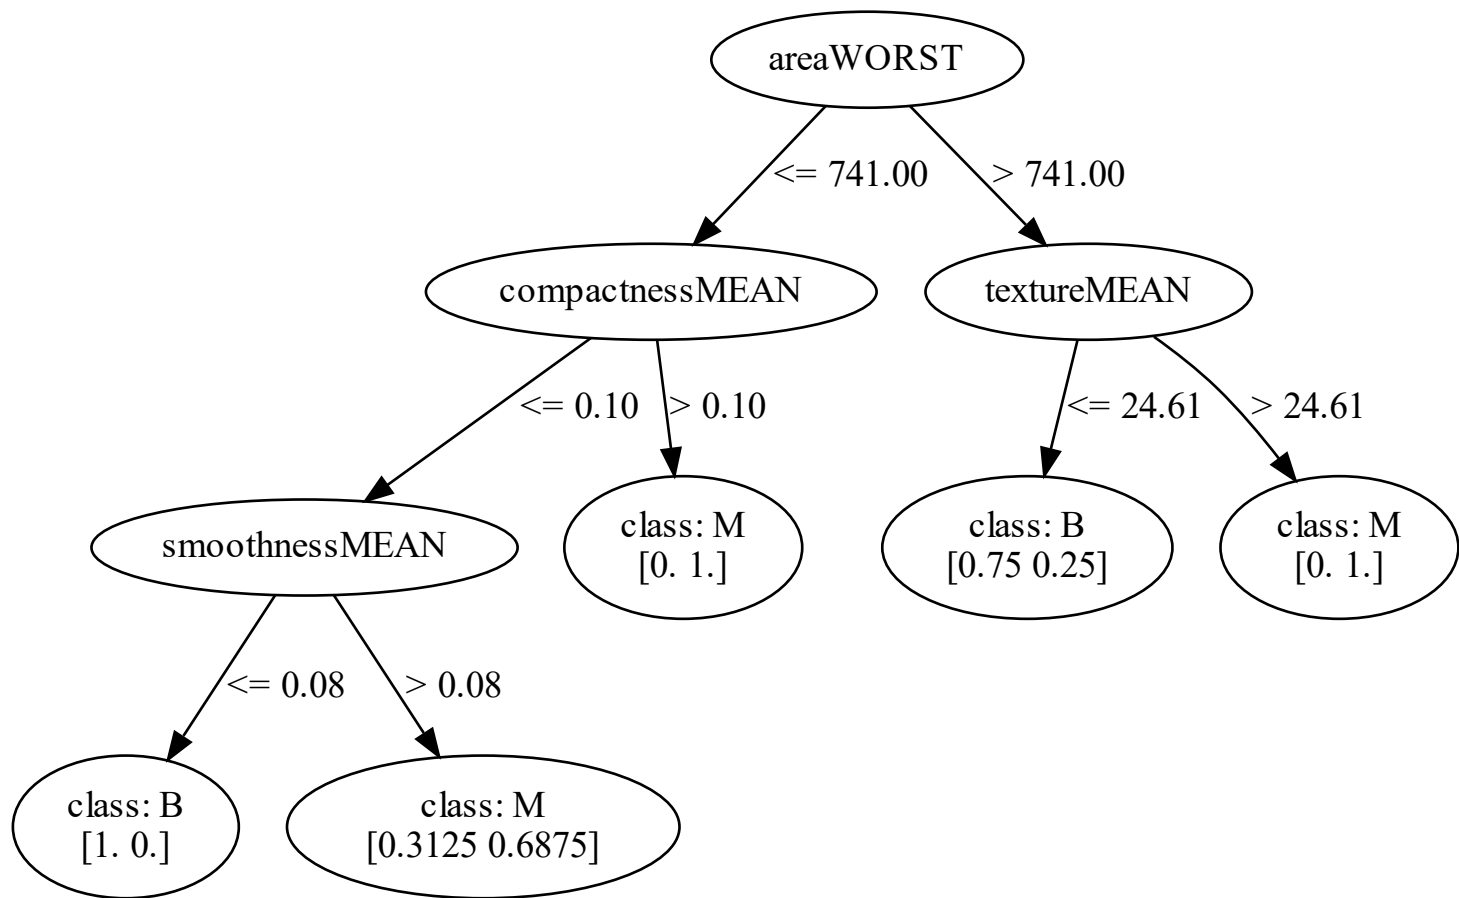 areaWORST
<= 741.00
> 741.00
compactnessMEAN
textureMEAN
<= 0.10
> 0.10
<= 24.61
> 24.61
smoothnessMEAN
class: M
[0. 1.]
class: B
[0.75 0.25]
class: M
[0. 1.]
<= 0.08
> 0.08
class: B
[1. 0.]
class: M
[0.3125 0.6875]